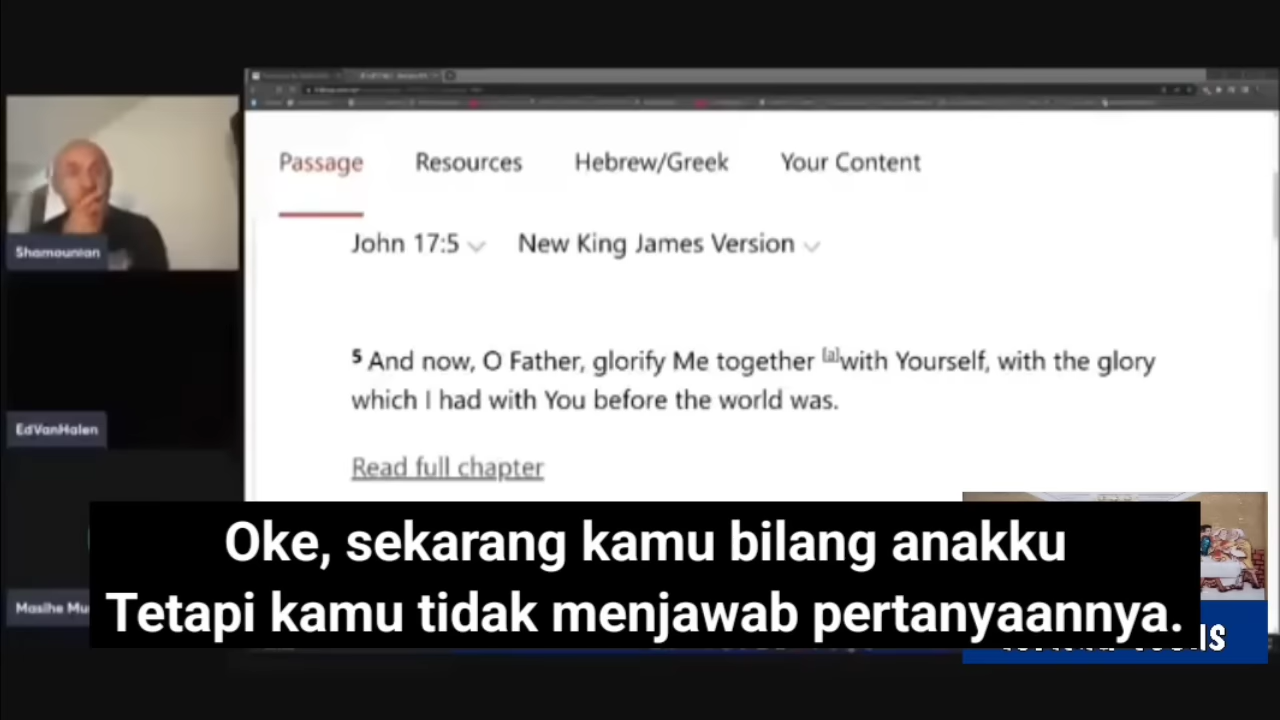 Passage Resources Hebrew/Greek Your Content
John 17:5 New King James Version
5 And now, O Father, glorify Me together [a]with Yourself, with the glory
which I had with You before the world was.
Read full chapter
Shamounian
EdVanHalen
Masihe
Oke, sekarang kamu bilang anakku
Tetapi kamu tidak menjawab pertanyaannya.